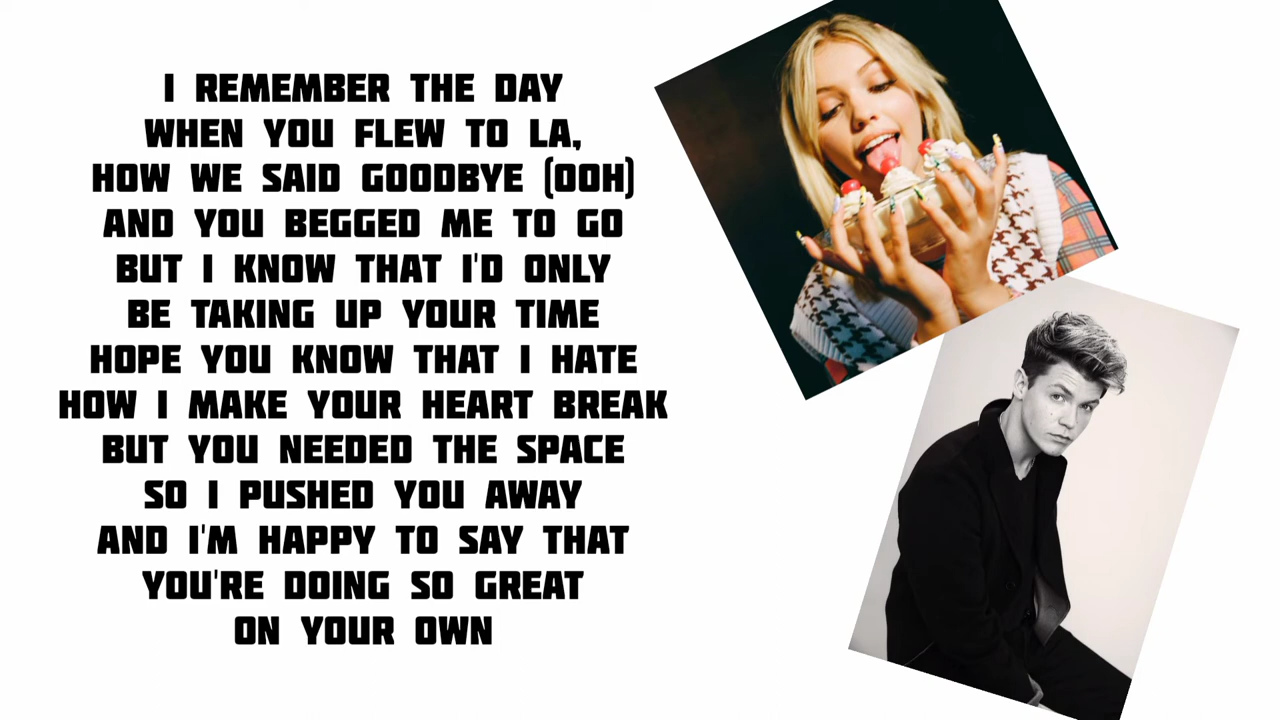 I REMEMBER THE DAY
WHEN YOU FLEW TO LA,
HOW WE SAID GOODBYE (OOH)
AND YOU BEGGED ME TO GO
BUT I KNOW THAT I'D ONLY
BE TAKING UP YOUR TIME
HOPE YOU KNOW THAT I HATE
HOW I MAKE YOUR HEART BREAK
BUT YOU NEEDED THE SPACE
SO I PUSHED YOU AWAY
AND I'M HAPPY TO SAY THAT
YOU'RE DOING SO GREAT
ON YOUR OWN